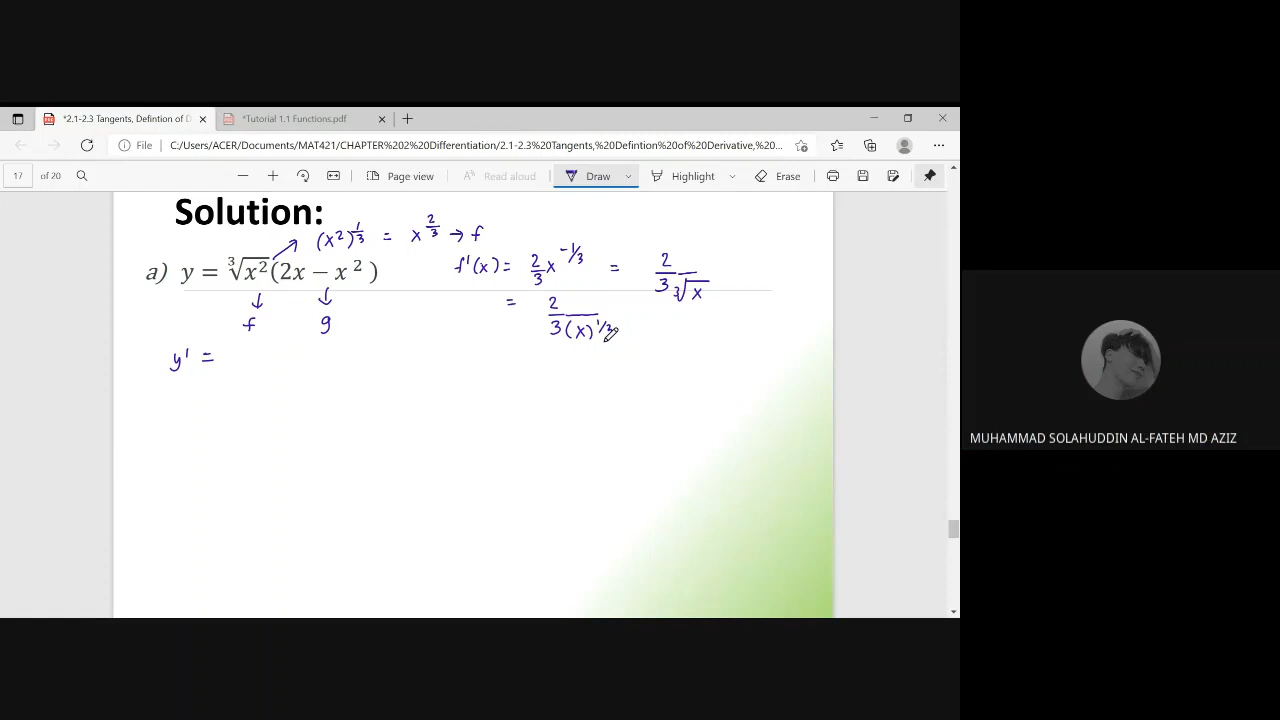 *2.1-2.3 Tangents, Defintion of D
*Tutorial 1.1 Functions.pdf
File C:/Users/ACER/Documents/MAT421/CHAPTER%202%20Differentiation/2.1-2.3%20Tangents,%20Defintion%20of%20Derivative,%20...
17 of 20 Page view Read aloud Draw Highlight Erase
Solution:
(x²)^{1/3} = x^{2/3} → f
a) y = ∛x²(2x − x²)
f'(x) = 2/3 x^{-1/3} = 2/(3∛x)
= 2/(3(x)^{1/3})
f g
y' =
MUHAMMAD SOLAHUDDIN AL-FATEH MD AZIZ